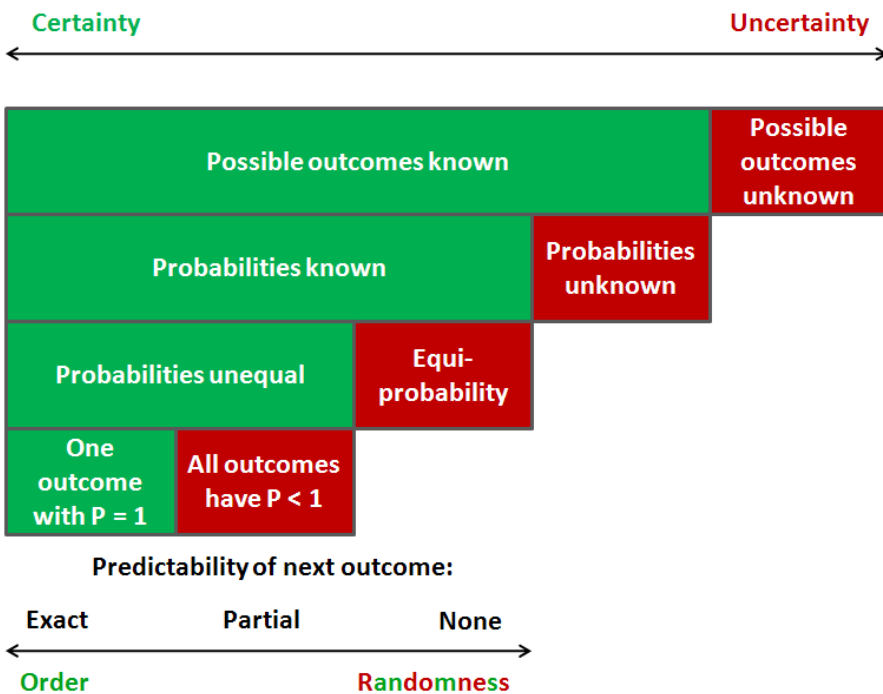 Certainty
Uncertainty
Possible outcomes known
Possible
outcomes
unknown
Probabilities known
Probabilities
unknown
Probabilities unequal
Equi-
probability
One
outcome
with P = 1
All outcomes
have P < 1
Predictability of next outcome:
Exact
Partial
None
Order
Randomness